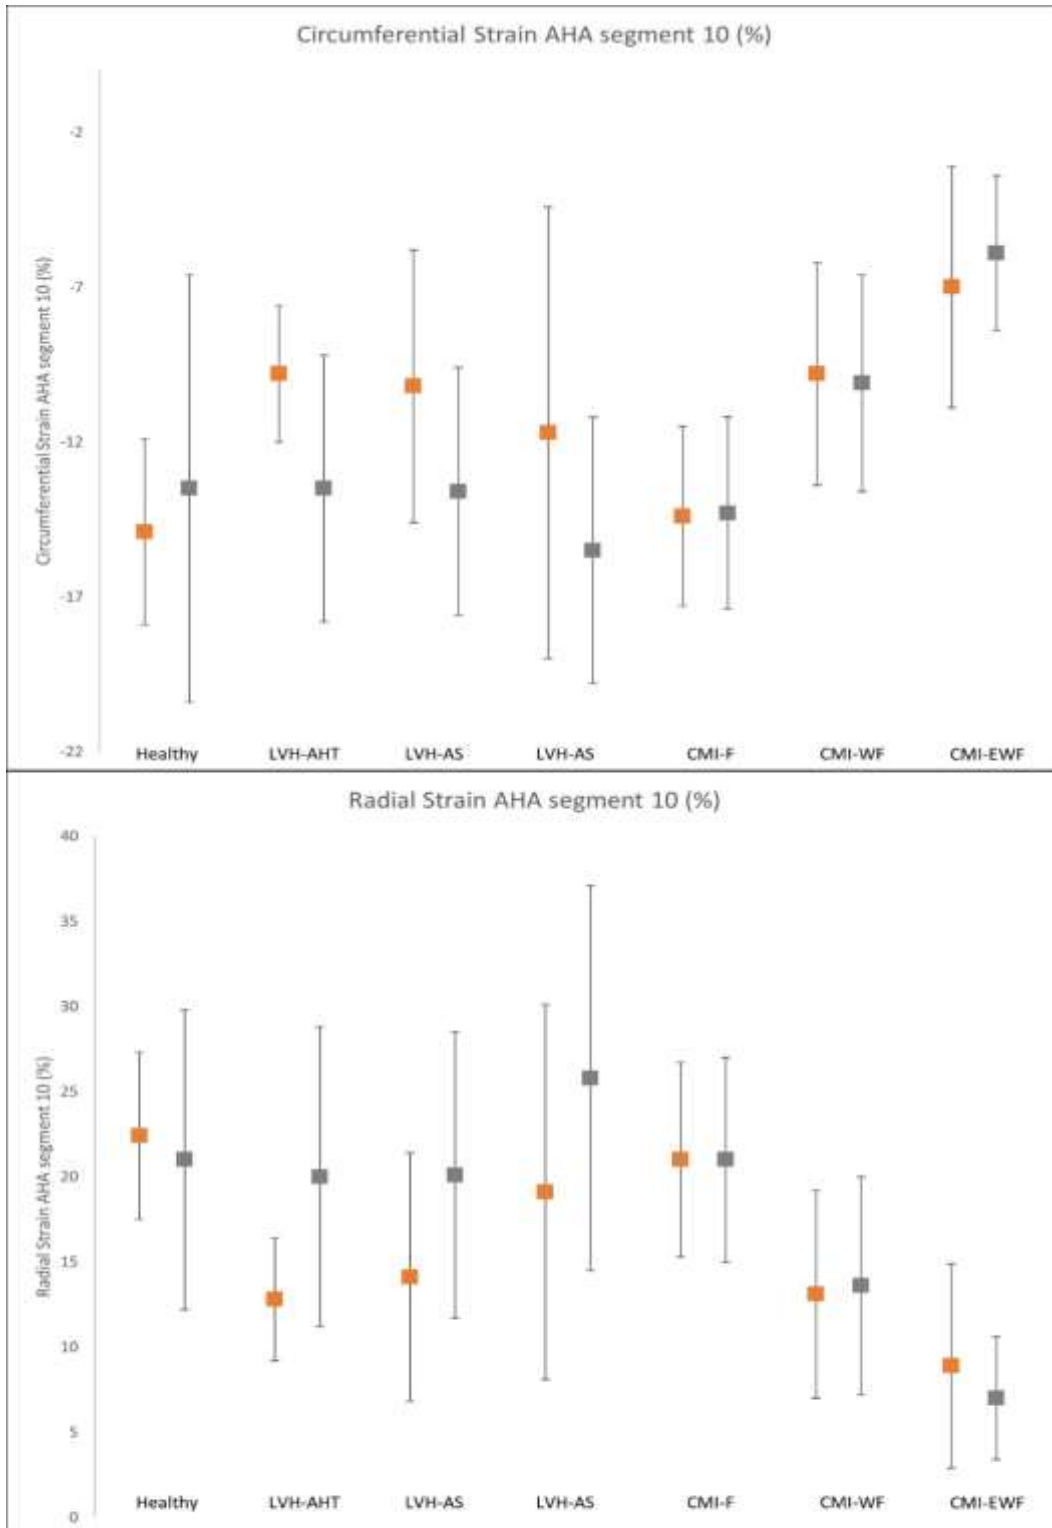 Circumferential Strain AHA segment 10 (%)
Circumferential Strain AHA segment 10 (%)
-2
-7
-12
-17
-22
Healthy LVH-AHT LVH-AS LVH-AS CMI-F CMI-WF CMI-EWF
Radial Strain AHA segment 10 (%)
Radial Strain AHA segment 10 (%)
40
35
30
25
20
15
10
5
0
Healthy LVH-AHT LVH-AS LVH-AS CMI-F CMI-WF CMI-EWF